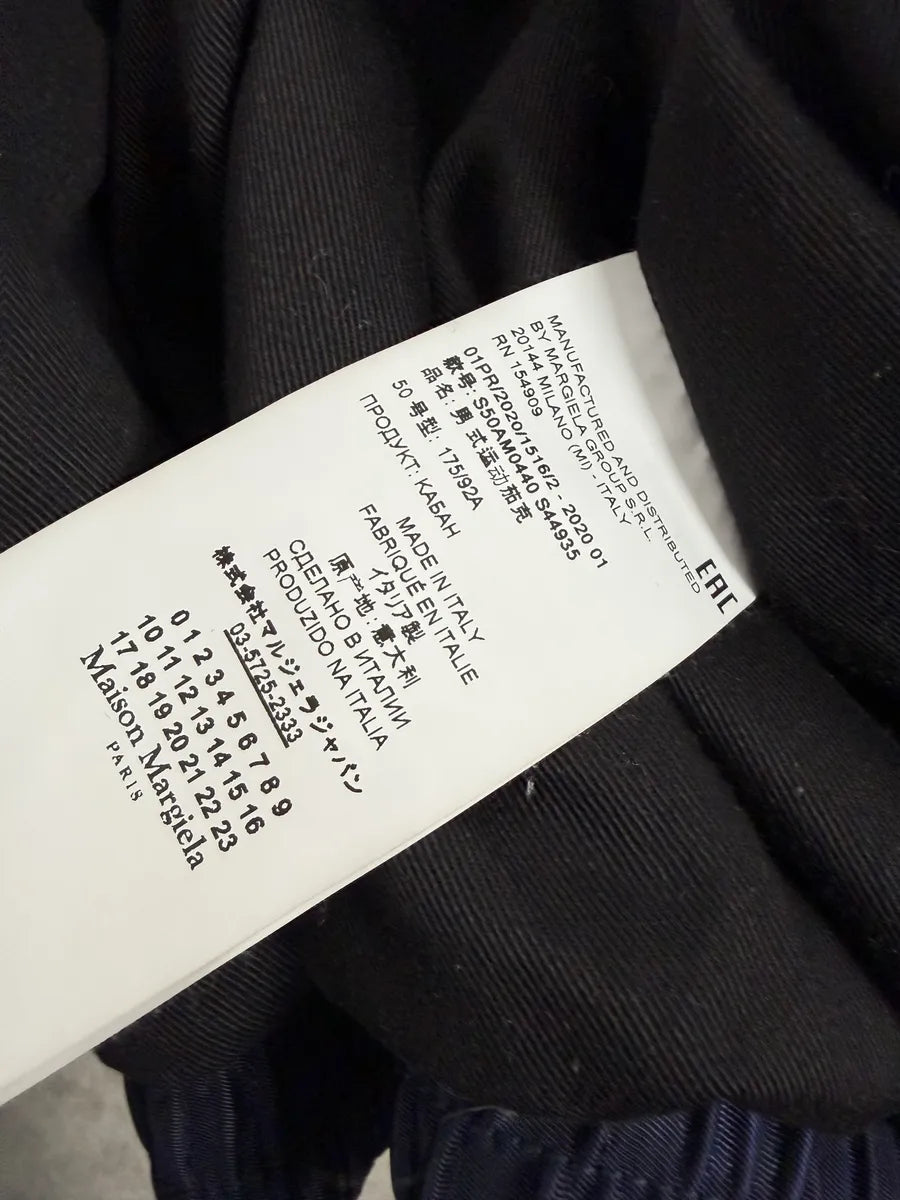 EAC
MANUFACTURED AND DISTRIBUTED
BY MARGIELA GROUP S.R.L.
20144 MILANO (MI) - ITALY
RN 154909
01PR/2020/1516/2 - 2020 01
款号: S50AM0440 S44935
品名: 男 式运动茄克
50 号型: 175/92A
ПРОДУКТ: КАБАН
MADE IN ITALY
FABRIQUÉ EN ITALIE
イタリア製
原产地: 意大利
СДЕЛАНО В ИТАЛИИ
PRODUZIDO NA ITALIA
株式会社マルジェラジャパン
03-5725-2333
0 1 2 3 4 5 6 7 8 9
10 11 12 13 14 15 16
17 18 19 20 21 22 23
Maison Margiela
PARIS